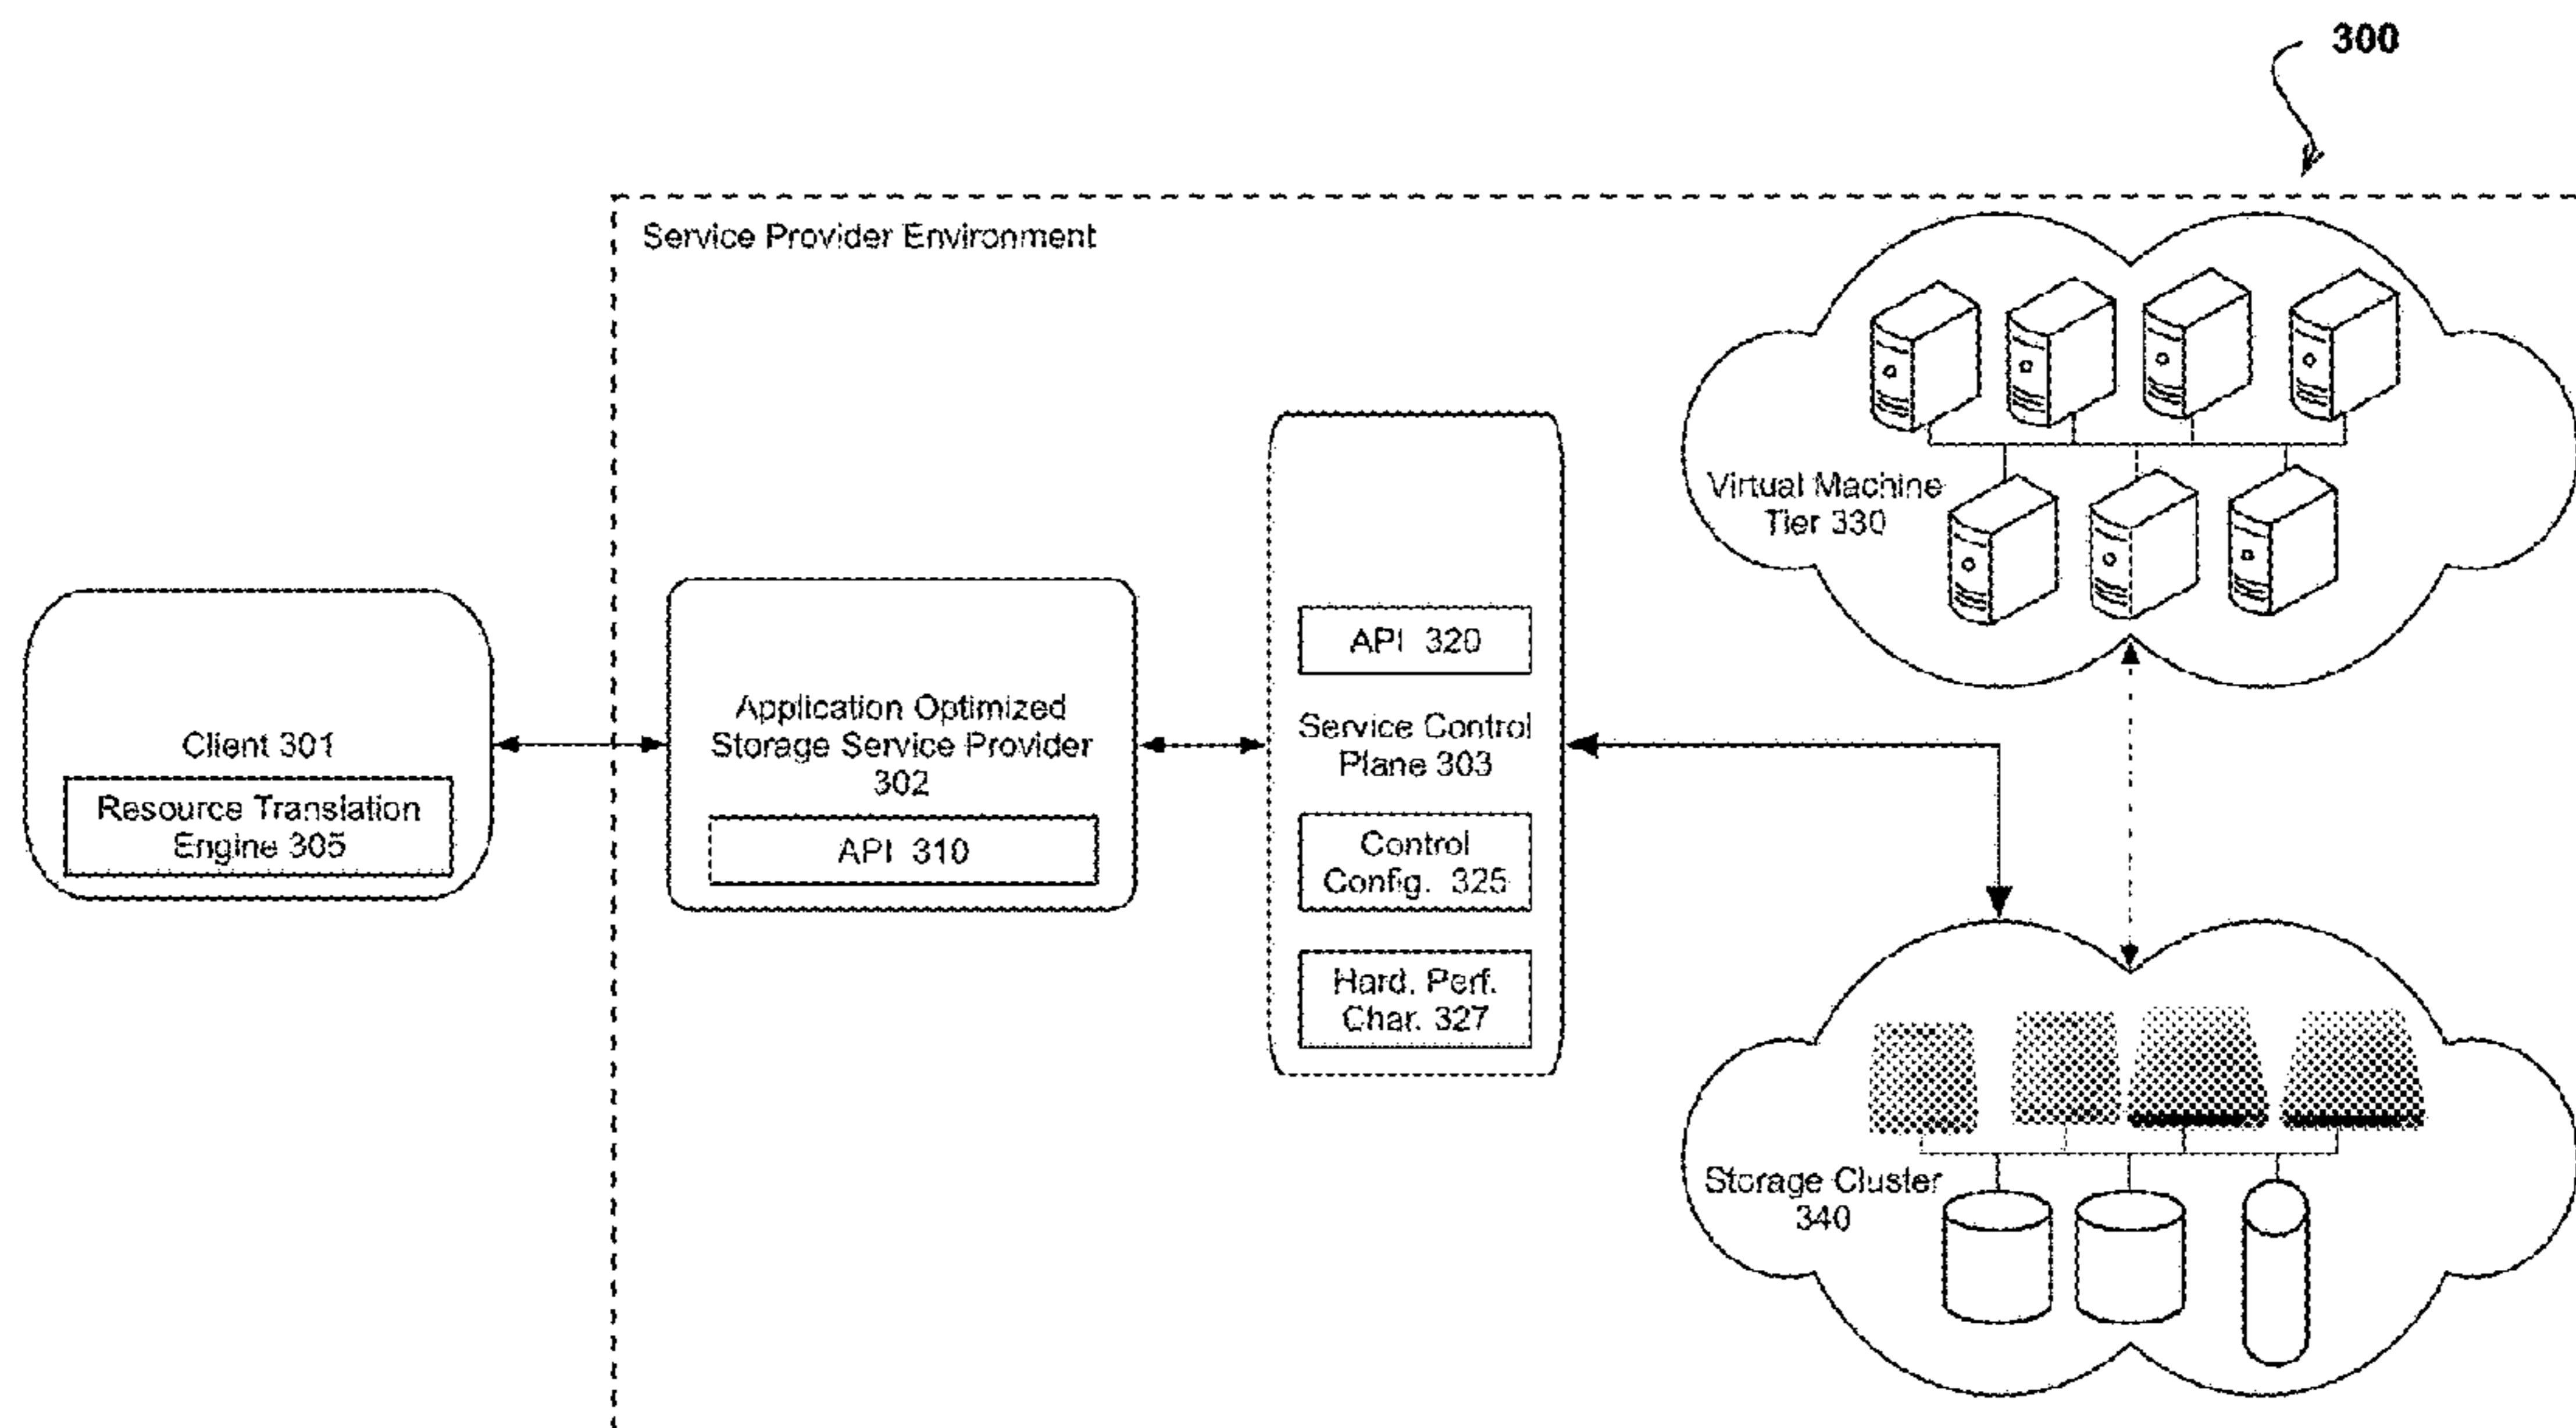 300
Service Provider Environment
Virtual Machine
Tier 330
Client 301
Resource Translation
Engine 305
Application Optimized
Storage Service Provider
302
API 310
API 320
Service Control
Plane 303
Control
Config. 325
Hard. Perf.
Char. 327
Storage Cluster
340